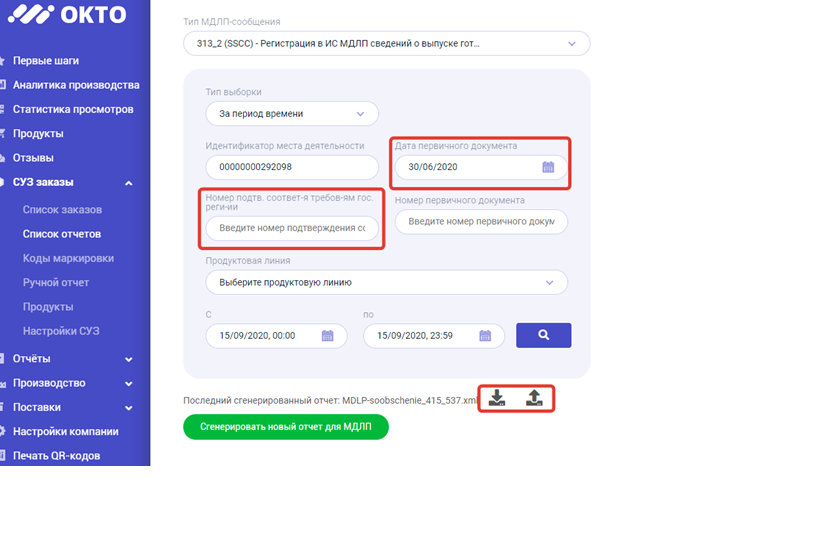 ОКТО
Первые шаги
Аналитика производства
Статистика просмотров
Продукты
Отзывы
СУЗ заказы
Список заказов
Список отчетов
Коды маркировки
Ручной отчет
Продукты
Настройки СУЗ
Отчёты
Производство
Поставки
Настройки компании
Печать QR-кодов
Тип МДЛП-сообщения
313_2 (SSCC) - Регистрация в ИС МДЛП сведений о выпуске гот...
Тип выборки
За период времени
Идентификатор места деятельности
00000000292098
Дата первичного документа
30/06/2020
Номер подтв. соответ-я требов-ям гос.
реги-ии
Введите номер подтверждения сс
Номер первичного документа
Введите номер первичного докум
Продуктовая линия
Выберите продуктовую линию
С
15/09/2020, 00:00
по
15/09/2020, 23:59
Последний сгенерированный отчет: MDLP-soobschenie_415_537.xml
Сгенерировать новый отчет для МДЛП